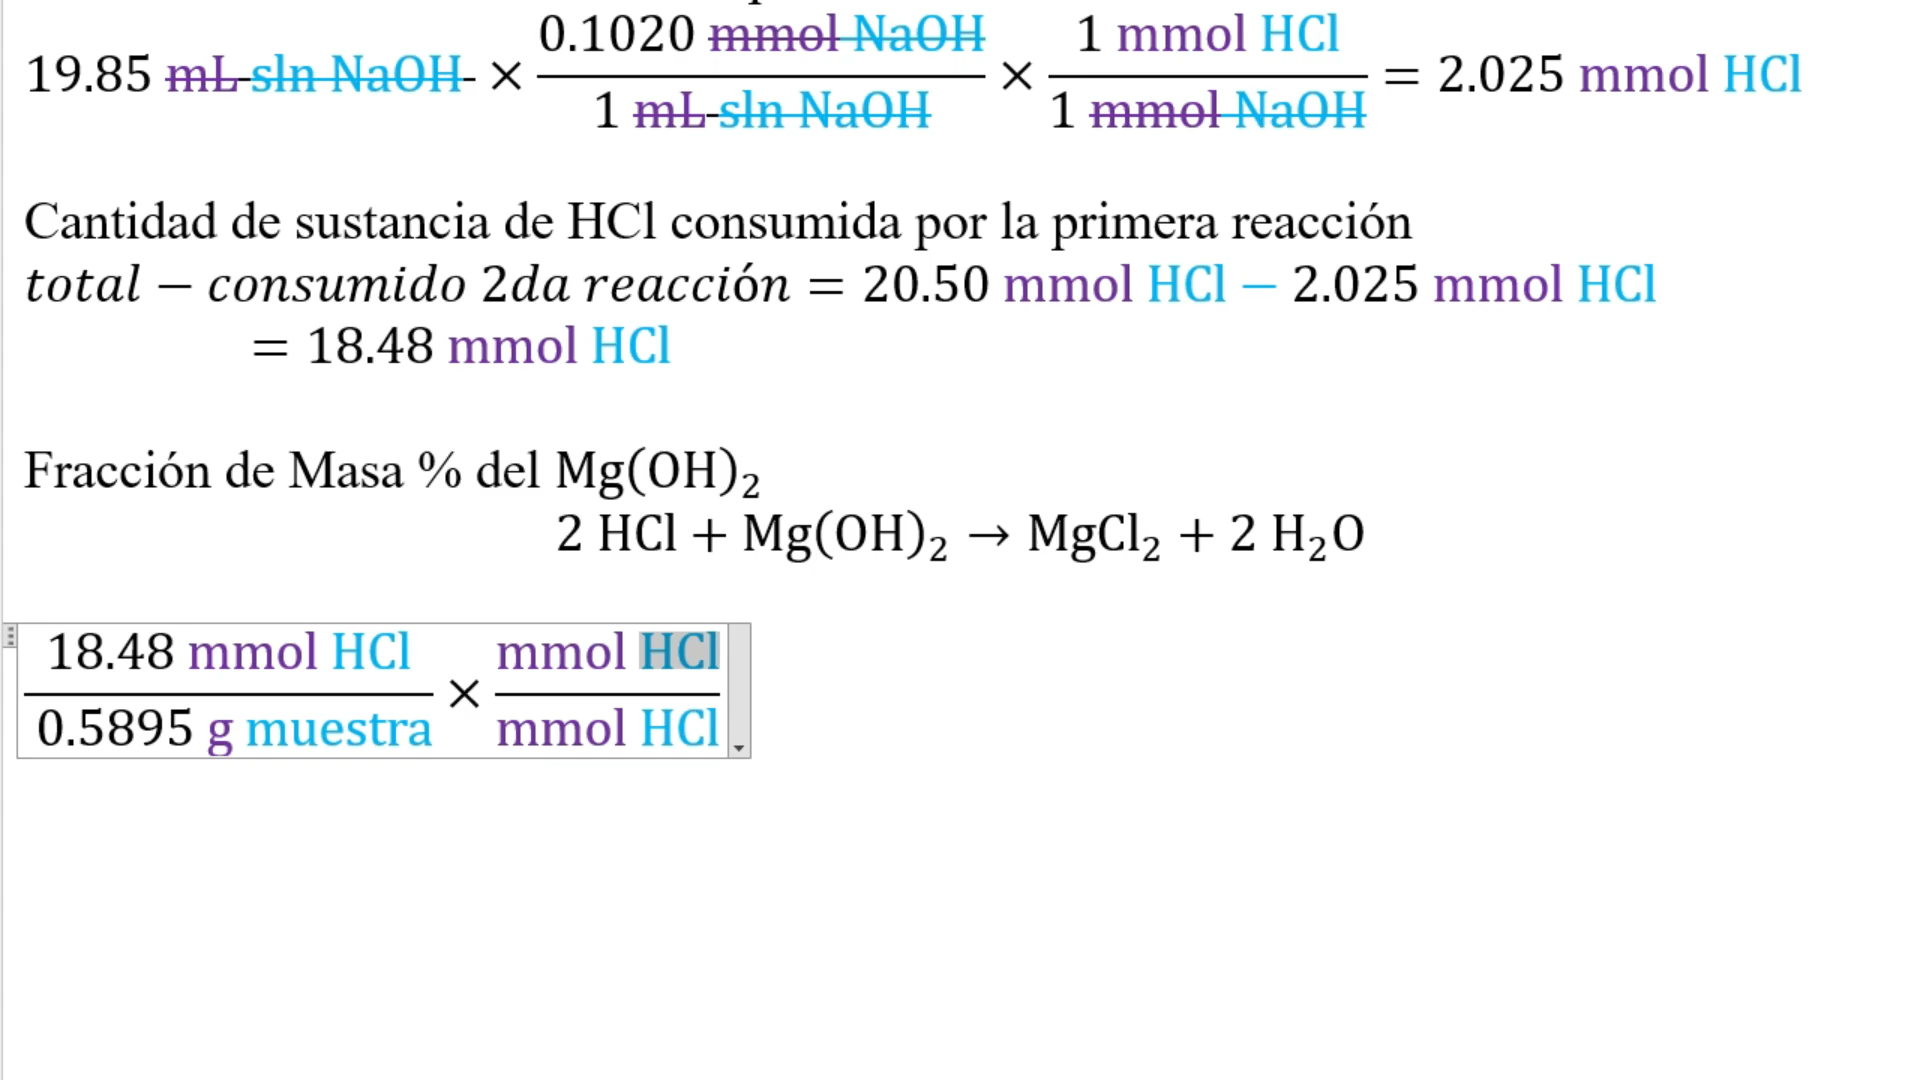 19.85 mL sln NaOH × 0.1020 mmol NaOH / 1 mL sln NaOH × 1 mmol HCl / 1 mmol NaOH = 2.025 mmol HCl
Cantidad de sustancia de HCl consumida por la primera reacción
total − consumido 2da reacción = 20.50 mmol HCl − 2.025 mmol HCl
= 18.48 mmol HCl
Fracción de Masa % del Mg(OH)₂
2 HCl + Mg(OH)₂ → MgCl₂ + 2 H₂O
18.48 mmol HCl / 0.5895 g muestra × mmol HCl / mmol HCl